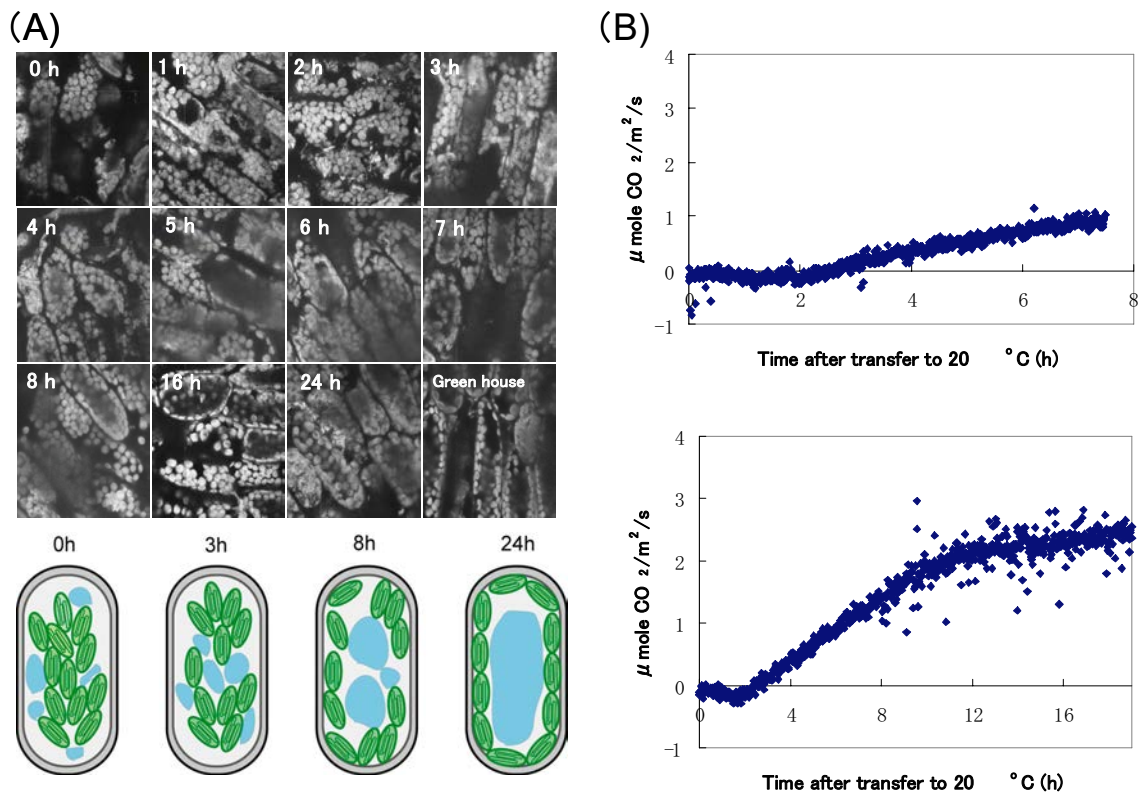 (A)
0 h 1 h 2 h 3 h
4 h 5 h 6 h 7 h
8 h 16 h 24 h Green house
0h 3h 8h 24h
(B)
μ mole CO 2/m²/s
4
3
2
1
0
-1
0 2 4 6 8
Time after transfer to 20 °C (h)
μ mole CO 2/m²/s
4
3
2
1
0
-1
0 4 8 12 16
Time after transfer to 20 °C (h)